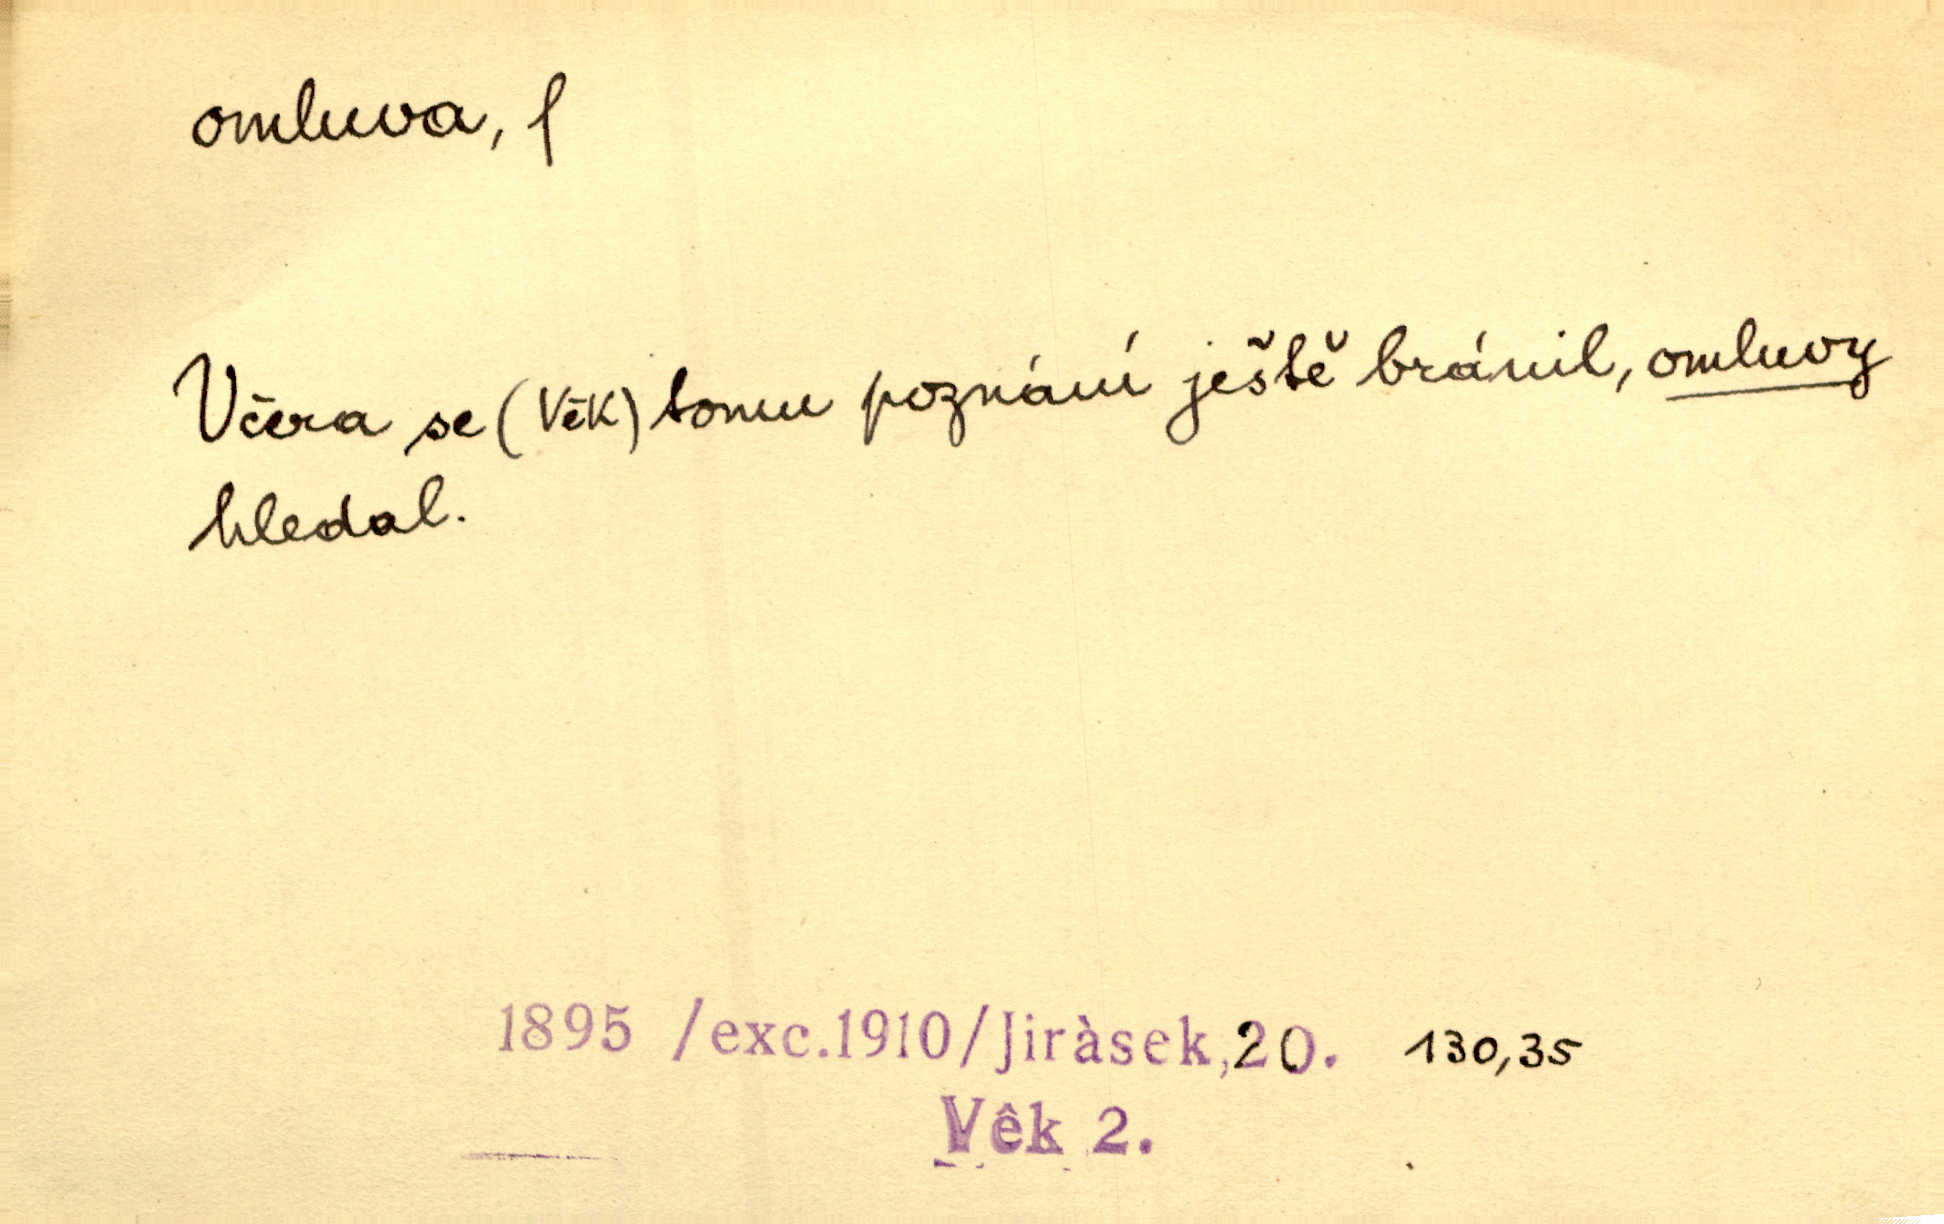 omluva, f
Včera se (Věk) tomu poznání ještě bránil, omluvy
hledal.
1895 /exc.1910/Jiràsek,20. 130,35
Vêk 2.